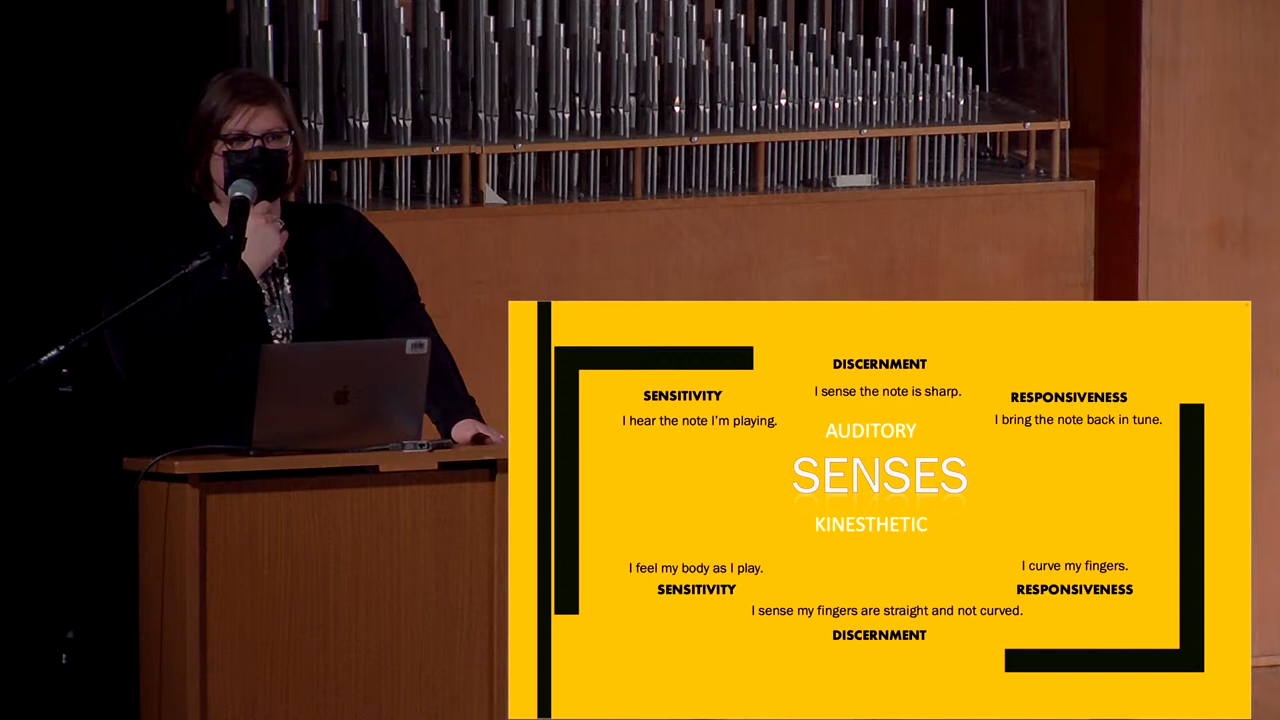 DISCERNMENT
I sense the note is sharp.
SENSITIVITY
I hear the note I'm playing.
RESPONSIVENESS
I bring the note back in tune.
AUDITORY
SENSES
KINESTHETIC
I feel my body as I play.
SENSITIVITY
I curve my fingers.
RESPONSIVENESS
I sense my fingers are straight and not curved.
DISCERNMENT